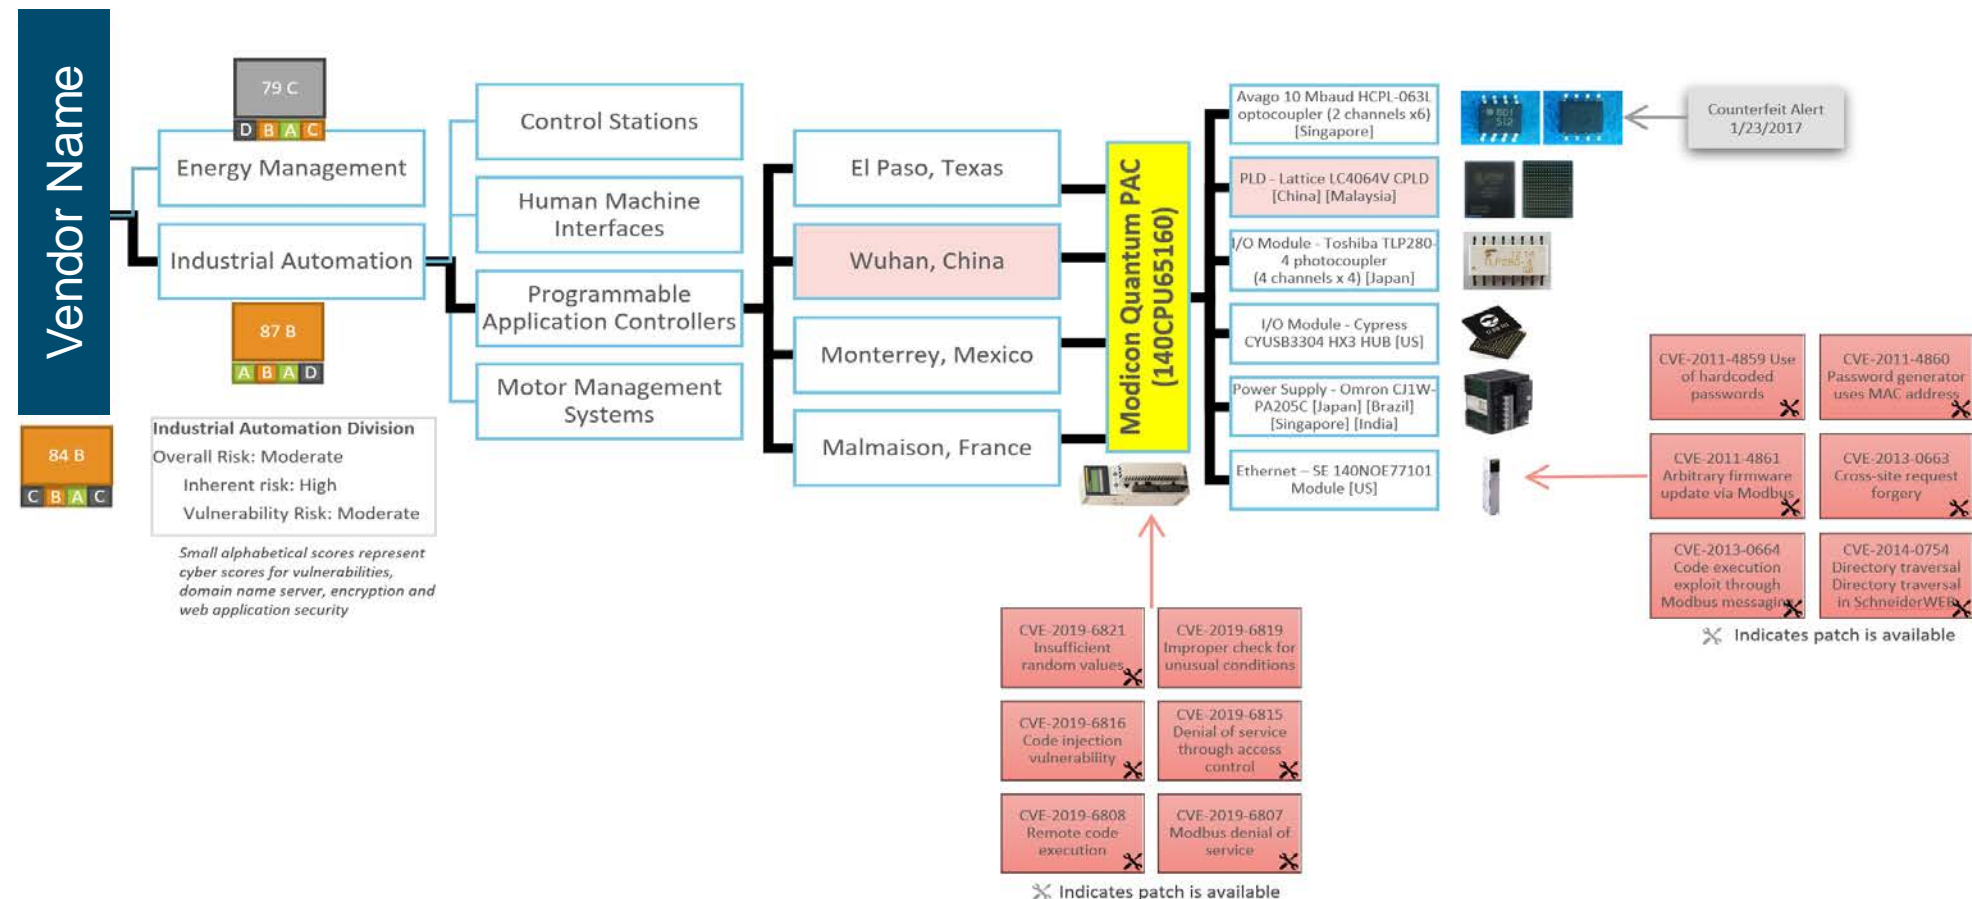 Vendor Name
79 C
D B A C
Energy Management
Industrial Automation
87 B
A B A D
84 B
C B A C
Industrial Automation Division
Overall Risk: Moderate
Inherent risk: High
Vulnerability Risk: Moderate
Small alphabetical scores represent
cyber scores for vulnerabilities,
domain name server, encryption and
web application security
Control Stations
Human Machine
Interfaces
Programmable
Application Controllers
Motor Management
Systems
El Paso, Texas
Wuhan, China
Monterrey, Mexico
Malmaison, France
Modicon Quantum PAC
(140CPU65160)
Avago 10 Mbaud HCPL-063L
optocoupler (2 channels x6)
[Singapore]
PLD - Lattice LC4064V CPLD
[China] [Malaysia]
I/O Module - Toshiba TLP280-
4 photocoupler
(4 channels x 4) [Japan]
I/O Module - Cypress
CYUSB3304 HX3 HUB [US]
Power Supply - Omron CJ1W-
PA205C [Japan] [Brazil]
[Singapore] [India]
Ethernet – SE 140NOE77101
Module [US]
Counterfeit Alert
1/23/2017
CVE-2011-4859 Use
of hardcoded
passwords
CVE-2011-4860
Password generator
uses MAC address
CVE-2011-4861
Arbitrary firmware
update via Modbus
CVE-2013-0663
Cross-site request
forgery
CVE-2013-0664
Code execution
exploit through
Modbus messaging
CVE-2014-0754
Directory traversal
Directory traversal
in SchneiderWEB
Indicates patch is available
CVE-2019-6821
Insufficient
random values
CVE-2019-6819
Improper check for
unusual conditions
CVE-2019-6816
Code injection
vulnerability
CVE-2019-6815
Denial of service
through access
control
CVE-2019-6808
Remote code
execution
CVE-2019-6807
Modbus denial of
service
Indicates patch is available